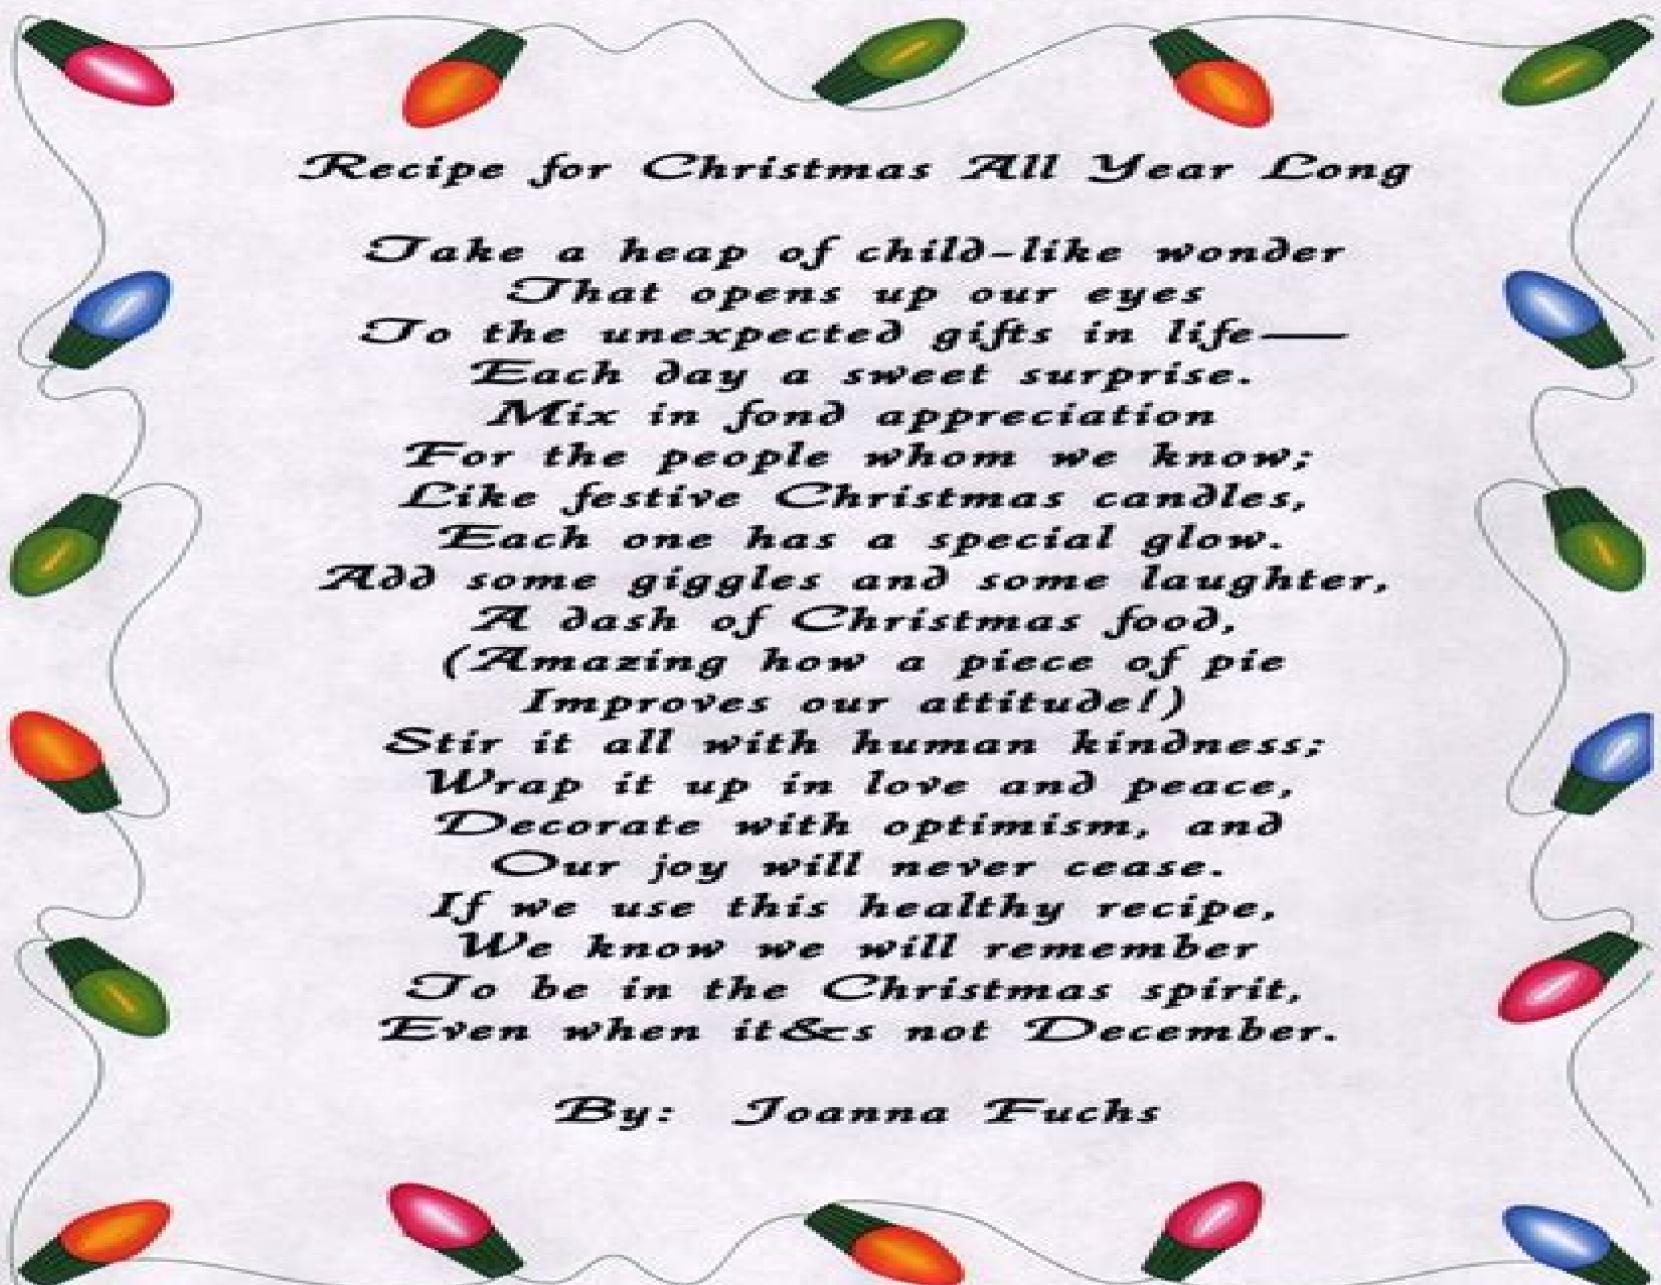 Recipe for Christmas All Year Long
Take a heap of child-like wonder
That opens up our eyes
To the unexpected gifts in life—
Each day a sweet surprise.
Mix in fond appreciation
For the people whom we know;
Like festive Christmas candles,
Each one has a special glow.
Add some giggles and some laughter,
A dash of Christmas food,
(Amazing how a piece of pie
Improves our attitude!)
Stir it all with human kindness;
Wrap it up in love and peace,
Decorate with optimism, and
Our joy will never cease.
If we use this healthy recipe,
We know we will remember
To be in the Christmas spirit,
Even when it&s not December.
By: Joanna Fuchs